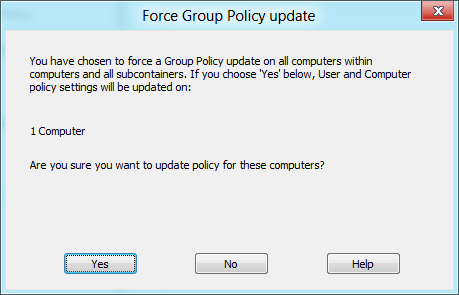 Force Group Policy update
You have chosen to force a Group Policy update on all computers within
computers and all subcontainers. If you choose 'Yes' below, User and Computer
policy settings will be updated on:
1 Computer
Are you sure you want to update policy for these computers?
Yes No Help